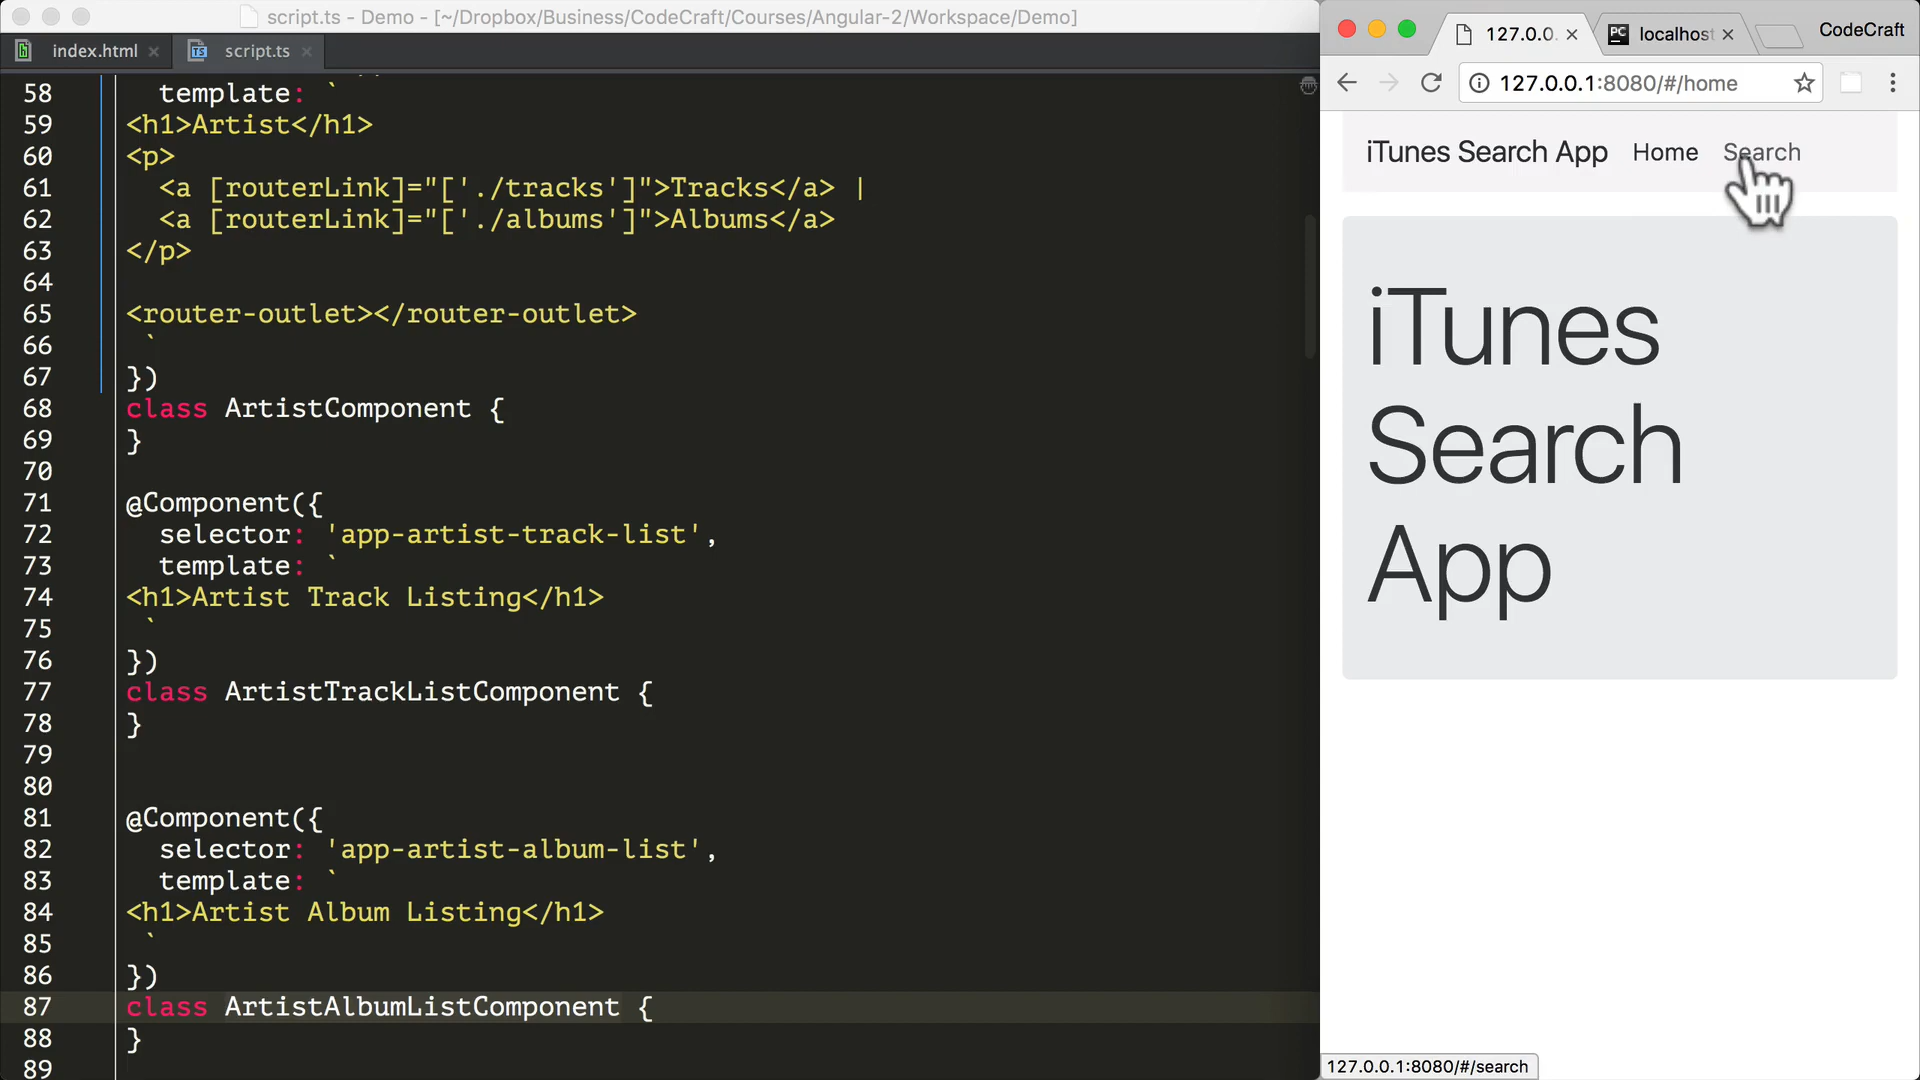 script.ts - Demo - [~/Dropbox/Business/CodeCraft/Courses/Angular-2/Workspace/Demo]
index.html
script.ts
58 template: `
59 <h1>Artist</h1>
60 <p>
61 <a [routerLink]="['./tracks']">Tracks</a> |
62 <a [routerLink]="['./albums']">Albums</a>
63 </p>
64
65 <router-outlet></router-outlet>
66 `
67 })
68 class ArtistComponent {
69 }
70
71 @Component({
72 selector: 'app-artist-track-list',
73 template: `
74 <h1>Artist Track Listing</h1>
75 `
76 })
77 class ArtistTrackListComponent {
78 }
79
80
81 @Component({
82 selector: 'app-artist-album-list',
83 template: `
84 <h1>Artist Album Listing</h1>
85 `
86 })
87 class ArtistAlbumListComponent {
88 }
89
127.0.0.
PC localhost
CodeCraft
127.0.0.1:8080/#/home
iTunes Search App Home Search
iTunes
Search
App
127.0.0.1:8080/#/search